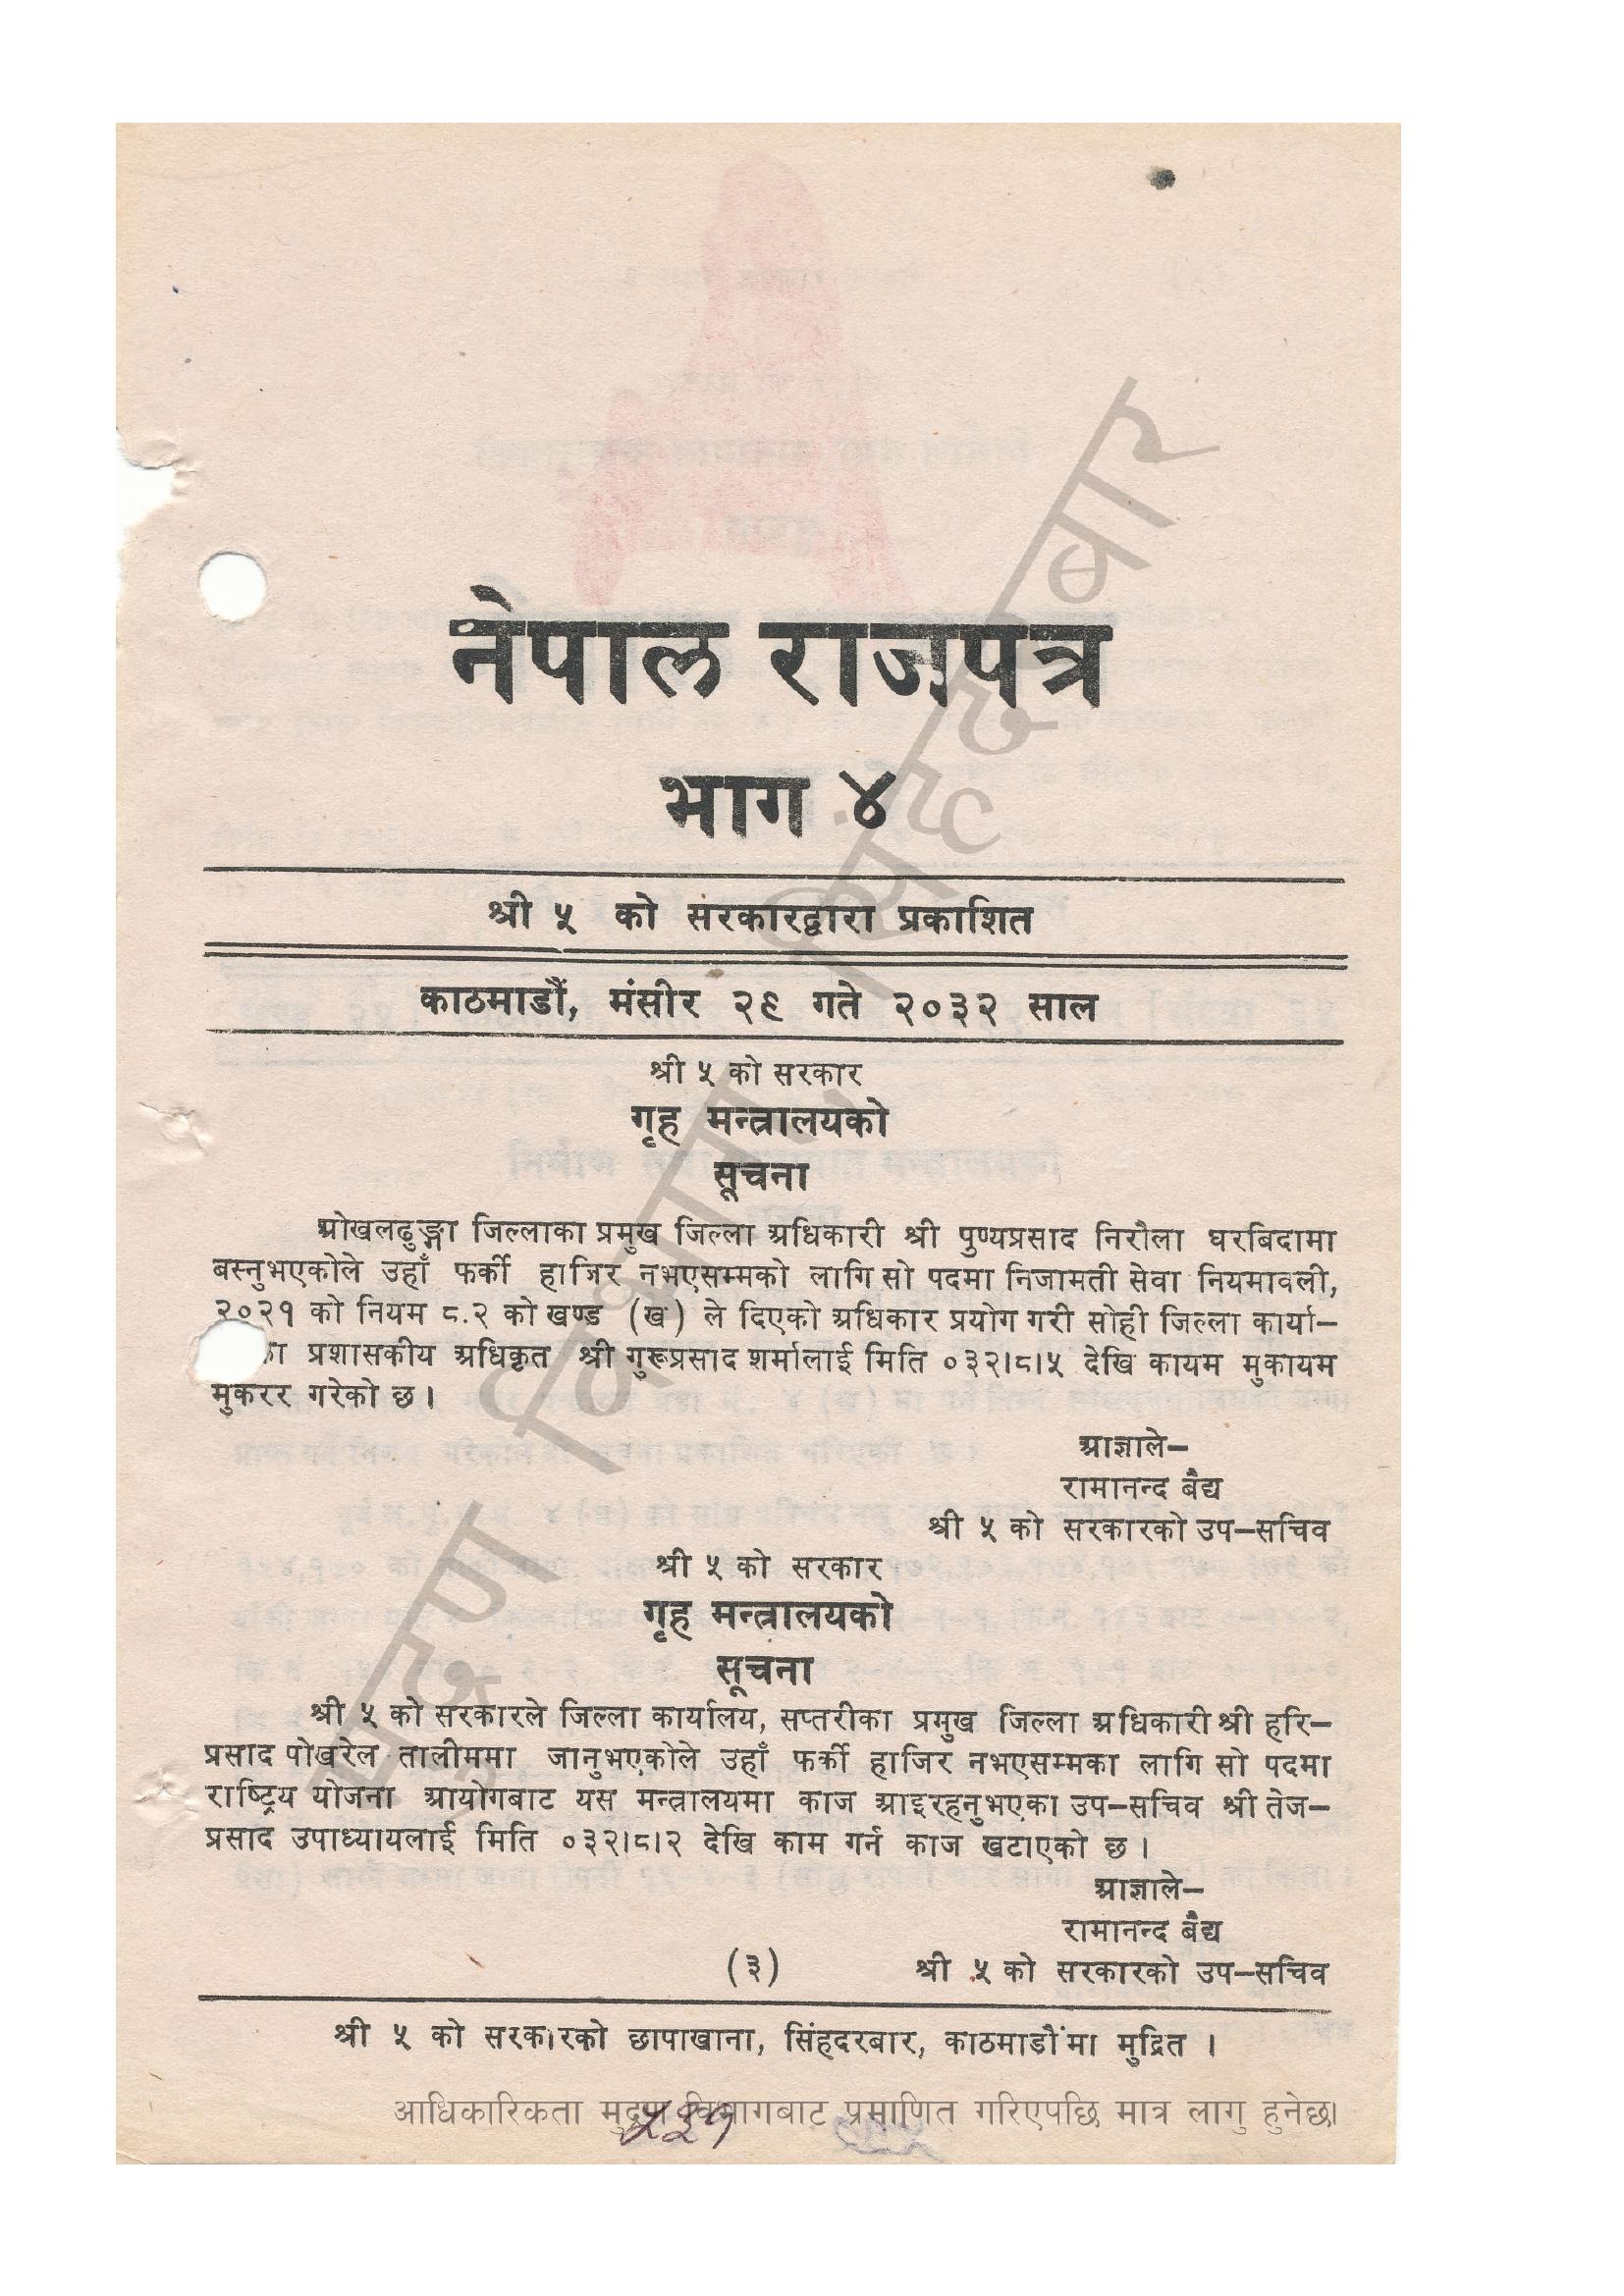 नेपाल राजपत्र
भाग ४
श्री ५ को सरकारद्वारा प्रकाशित
काठमाडौं, मंसीर २९ गते २०३२ साल
श्री ५ को सरकार
गृह मन्त्रालयको
सूचना
ओखलढुङ्गा जिल्लाका प्रमुख जिल्ला अधिकारी श्री पुण्यप्रसाद निरौला घरबिदामा
बस्नुभएकोले उहाँ फर्की हाजिर नभएसम्मको लागि सो पदमा निजामती सेवा नियमावली,
२०२१ को नियम ८.२ को खण्ड (ख) ले दिएको अधिकार प्रयोग गरी सोही जिल्ला कार्या–
का प्रशासकीय अधिकृत श्री गुरूप्रसाद शर्मालाई मिति ०३२।८।५ देखि कायम मुकायम
मुकरर गरेको छ ।
आज्ञाले–
रामानन्द बैद्य
श्री ५ को सरकारको उप–सचिव
श्री ५ को सरकार
गृह मन्त्रालयको
सूचना
श्री ५ को सरकारले जिल्ला कार्यालय, सप्तरीका प्रमुख जिल्ला अधिकारी श्री हरि–
प्रसाद पोखरेल तालीममा जानुभएकोले उहाँ फर्की हाजिर नभएसम्मका लागि सो पदमा
राष्ट्रिय योजना आयोगबाट यस मन्त्रालयमा काज आइरहनुभएका उप–सचिव श्री तेज–
प्रसाद उपाध्यायलाई मिति ०३२।८।२ देखि काम गर्न काज खटाएको छ ।
आज्ञाले–
रामानन्द बैद्य
(३) श्री ५ को सरकारको उप–सचिव
श्री ५ को सरकारको छापाखाना, सिंहदरबार, काठमाडौंमा मुद्रित ।
आधिकारिकता मुद्रण विभागबाट प्रमाणित गरिएपछि मात्र लागु हुनेछ।
५३१
मुद्रण विभाग, सिंहदरबार